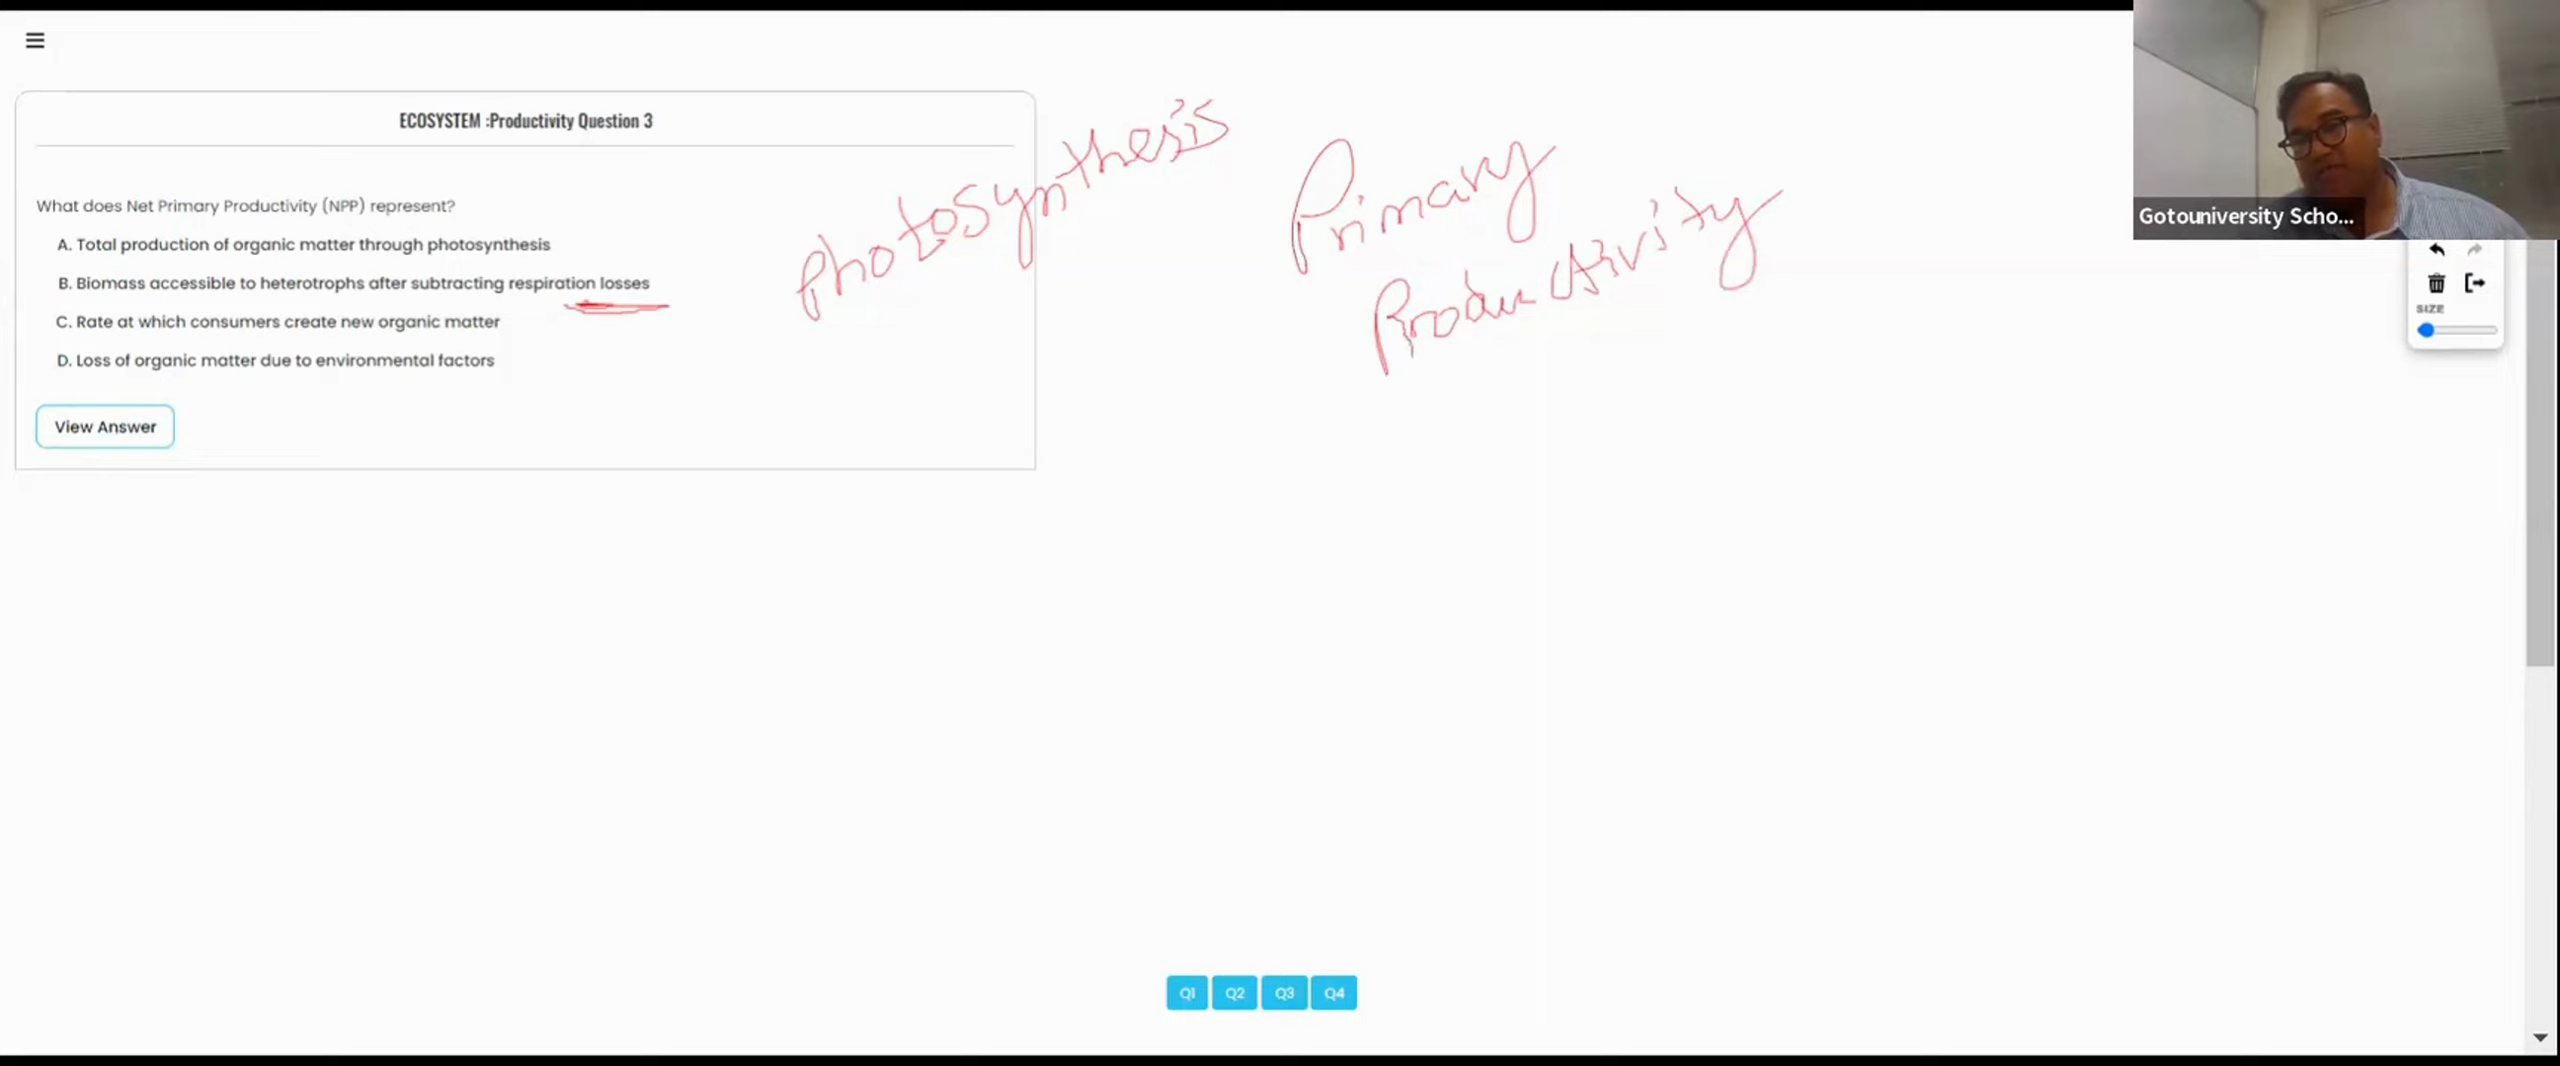 ECOSYSTEM :Productivity Question 3
What does Net Primary Productivity (NPP) represent?
A. Total production of organic matter through photosynthesis
B. Biomass accessible to heterotrophs after subtracting respiration losses
C. Rate at which consumers create new organic matter
D. Loss of organic matter due to environmental factors
View Answer
Photosynthesis
Primary
Productivity
Gotouniversity Scho...
SIZE
Q1 Q2 Q3 Q4